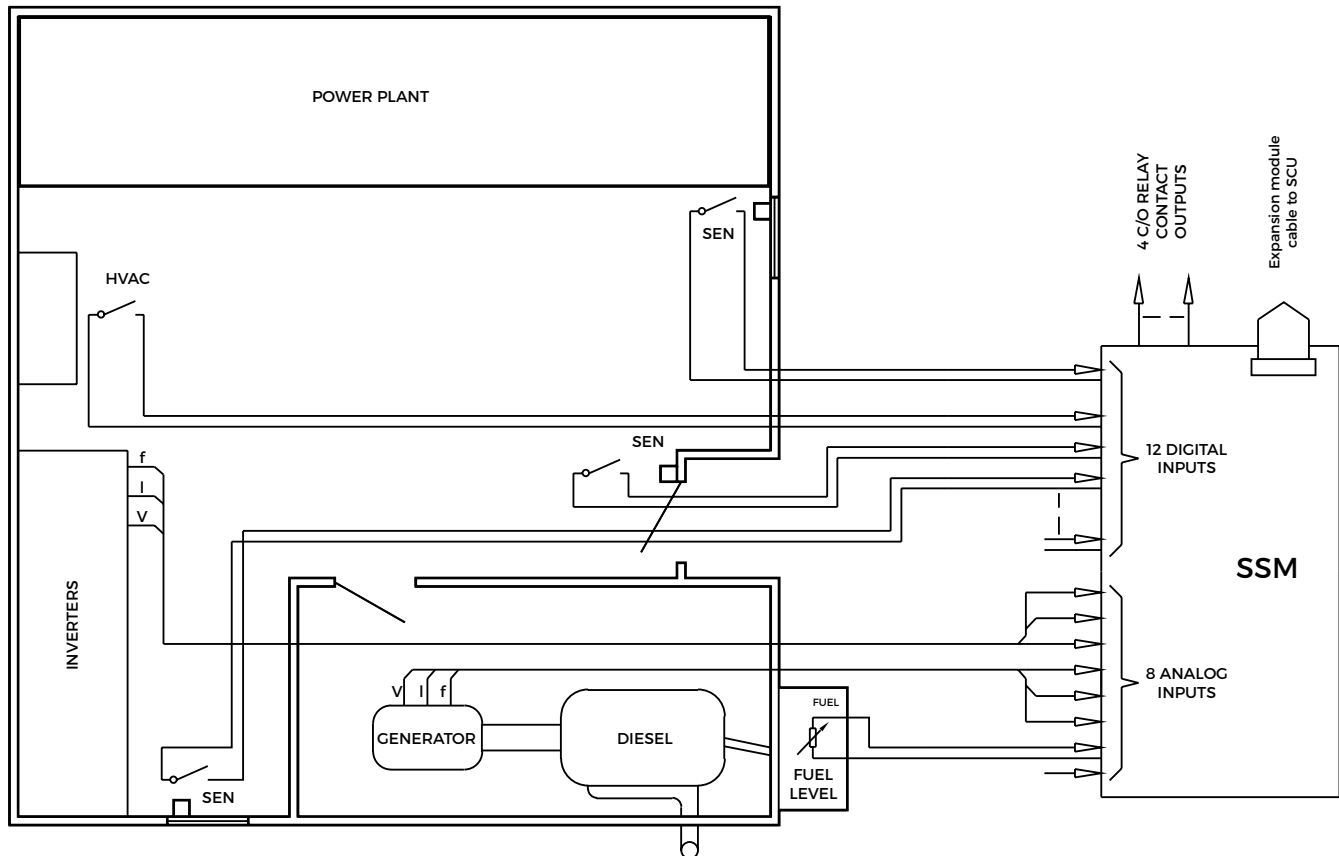 POWER PLANT
4 C/O RELAY
CONTACT
OUTPUTS
Expansion module
cable to SCU
SEN
HVAC
SEN
12 DIGITAL
INPUTS
f
I
V
SSM
INVERTERS
8 ANALOG
INPUTS
V
I
f
FUEL
GENERATOR
DIESEL
FUEL
LEVEL
SEN